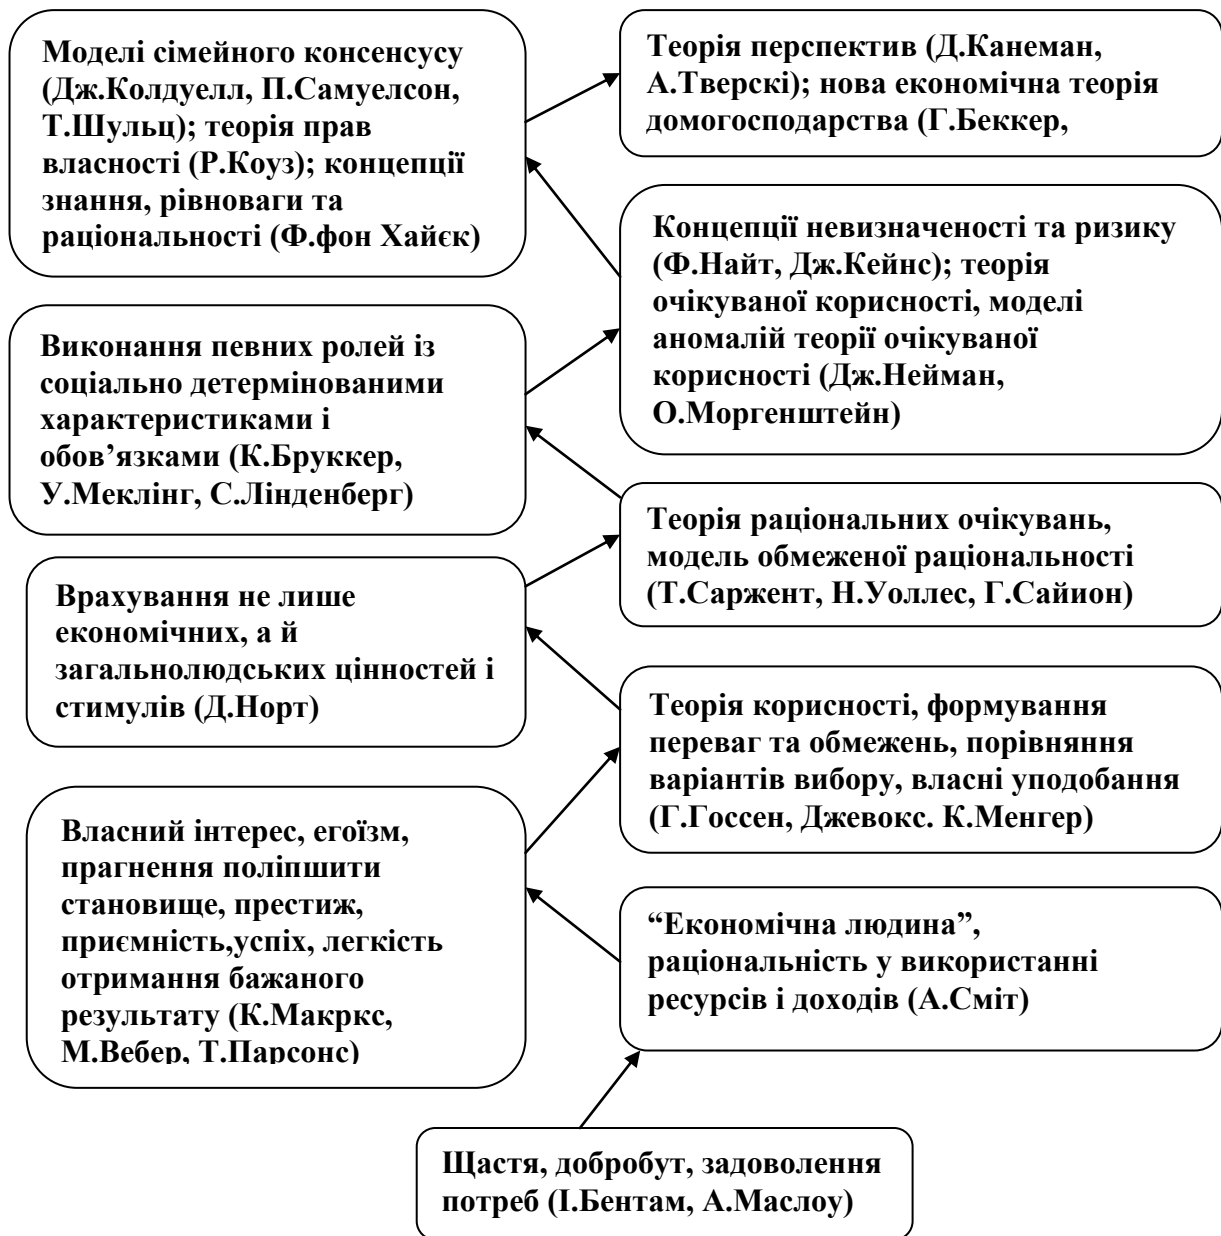 Моделі сімейного консенсусу
(Дж.Колдуелл, П.Самуелсон,
Т.Шульц); теорія прав
власності (Р.Коуз); концепції
знання, рівноваги та
раціональності (Ф.фон Хайєк)
Теорія перспектив (Д.Канеман,
А.Тверскі); нова економічна теорія
домогосподарства (Г.Беккер,
Концепції невизначеності та ризику
(Ф.Найт, Дж.Кейнс); теорія
очікуваної корисності, моделі
аномалій теорії очікуваної
корисності (Дж.Нейман,
О.Моргенштейн)
Виконання певних ролей із
соціально детермінованими
характеристиками і
обов’язками (К.Бруккер,
У.Меклінг, С.Лінденберг)
Теорія раціональних очікувань,
модель обмеженої раціональності
(Т.Саржент, Н.Уоллес, Г.Сайион)
Врахування не лише
економічних, а й
загальнолюдських цінностей і
стимулів (Д.Норт)
Теорія корисності, формування
переваг та обмежень, порівняння
варіантів вибору, власні уподобання
(Г.Госсен, Джевокс. К.Менгер)
Власний інтерес, егоїзм,
прагнення поліпшити
становище, престиж,
приємність,успіх, легкість
отримання бажаного
результату (К.Макркс,
М.Вебер, Т.Парсонс)
“Економічна людина”,
раціональність у використанні
ресурсів і доходів (А.Сміт)
Щастя, добробут, задоволення
потреб (І.Бентам, А.Маслоу)